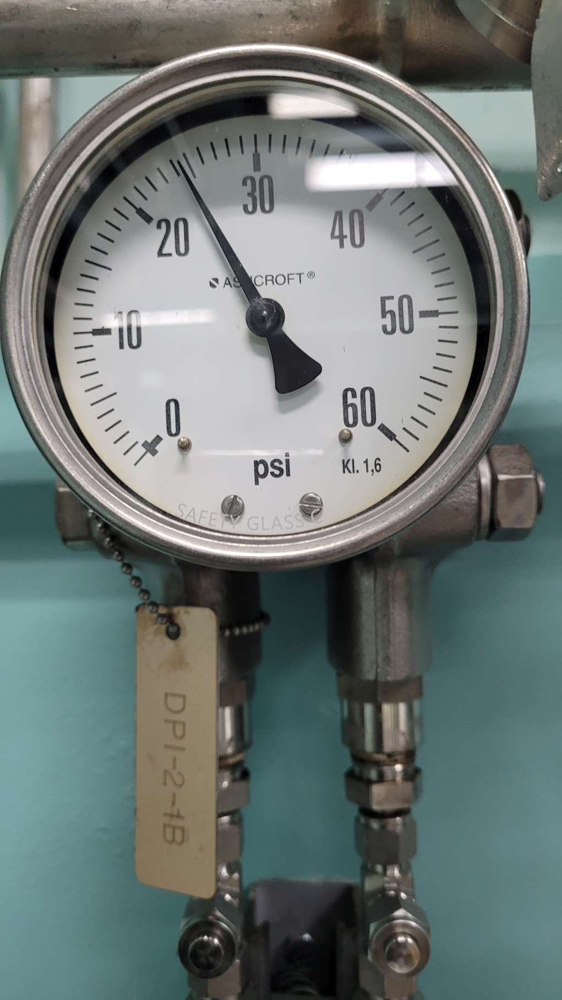 30
20
40
ASHCROFT®
10
50
0
60
psi
Kl. 1,6
SAFETY GLASS
DPI-2-1B